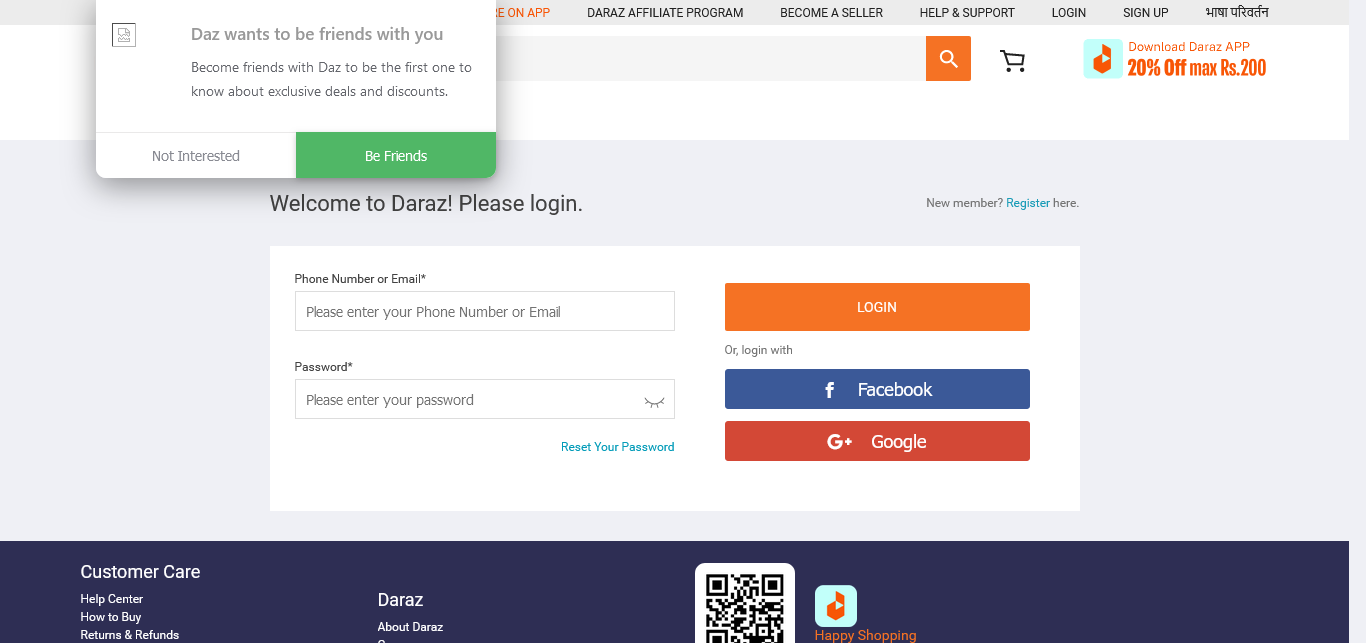 RE ON APP
DARAZ AFFILIATE PROGRAM
BECOME A SELLER
HELP & SUPPORT
LOGIN
SIGN UP
भाषा परिवर्तन
Daz wants to be friends with you
Become friends with Daz to be the first one to
know about exclusive deals and discounts.
Not Interested
Be Friends
Download Daraz APP
20% Off max Rs.200
Welcome to Daraz! Please login.
New member? Register here.
Phone Number or Email*
Please enter your Phone Number or Email
Password*
Please enter your password
Reset Your Password
LOGIN
Or, login with
Facebook
G+ Google
Customer Care
Help Center
How to Buy
Returns & Refunds
Daraz
About Daraz
Happy Shopping